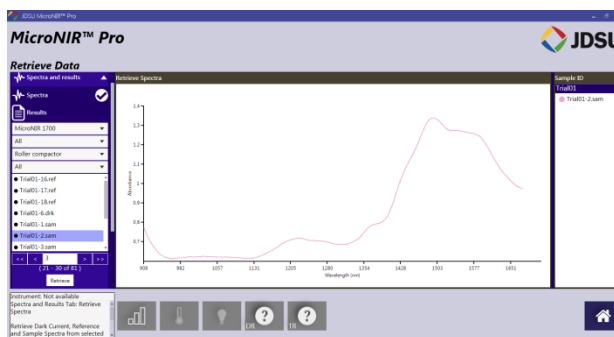 JDSU MicroNIR™ Pro
MicroNIR™ Pro
JDSU
Retrieve Data
Spectra and results
Spectra
Results
MicroNIR 1700
All
Roller compactor
All
Trial01-16.ref
Trial01-17.ref
Trial01-18.ref
Trial01-6.drk
Trial01-1.sam
Trial01-2.sam
Trial01-3.sam
<< < 3 > >>
( 21 - 30 of 81 )
Retrieve
Instrument: Not available
Spectra and Results Tab: Retrieve
Spectra
Retrieve Dark Current, Reference
and Sample Spectra from selected
Retrieve Spectra
Absorbance
1.4
1.3
1.2
1.1
1
0.9
0.8
0.7
908 982 1057 1131 1205 1280 1354 1428 1503 1577 1651
Wavelength (nm)
Sample ID
Trial01
Trial01-2.sam
? DR
? 1R